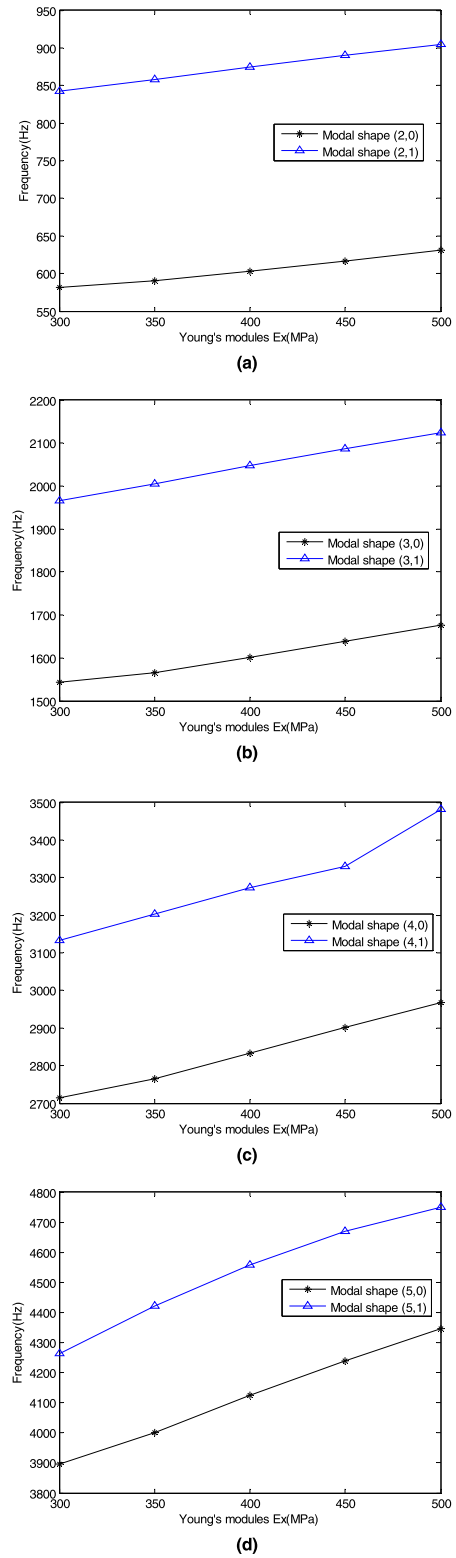 950
900
850
800
750
700
650
600
550
Frequency(Hz)
Modal shape (2,0)
Modal shape (2,1)
300 350 400 450 500
Young's modules Ex(MPa)
(a)
2200
2100
2000
1900
1800
1700
1600
1500
Frequency(Hz)
Modal shape (3,0)
Modal shape (3,1)
300 350 400 450 500
Young's modules Ex(MPa)
(b)
3500
3400
3300
3200
3100
3000
2900
2800
2700
Frequency(Hz)
Modal shape (4,0)
Modal shape (4,1)
300 350 400 450 500
Young's modules Ex(MPa)
(c)
4800
4700
4600
4500
4400
4300
4200
4100
4000
3900
3800
Frequency(Hz)
Modal shape (5,0)
Modal shape (5,1)
300 350 400 450 500
Young's modules Ex(MPa)
(d)